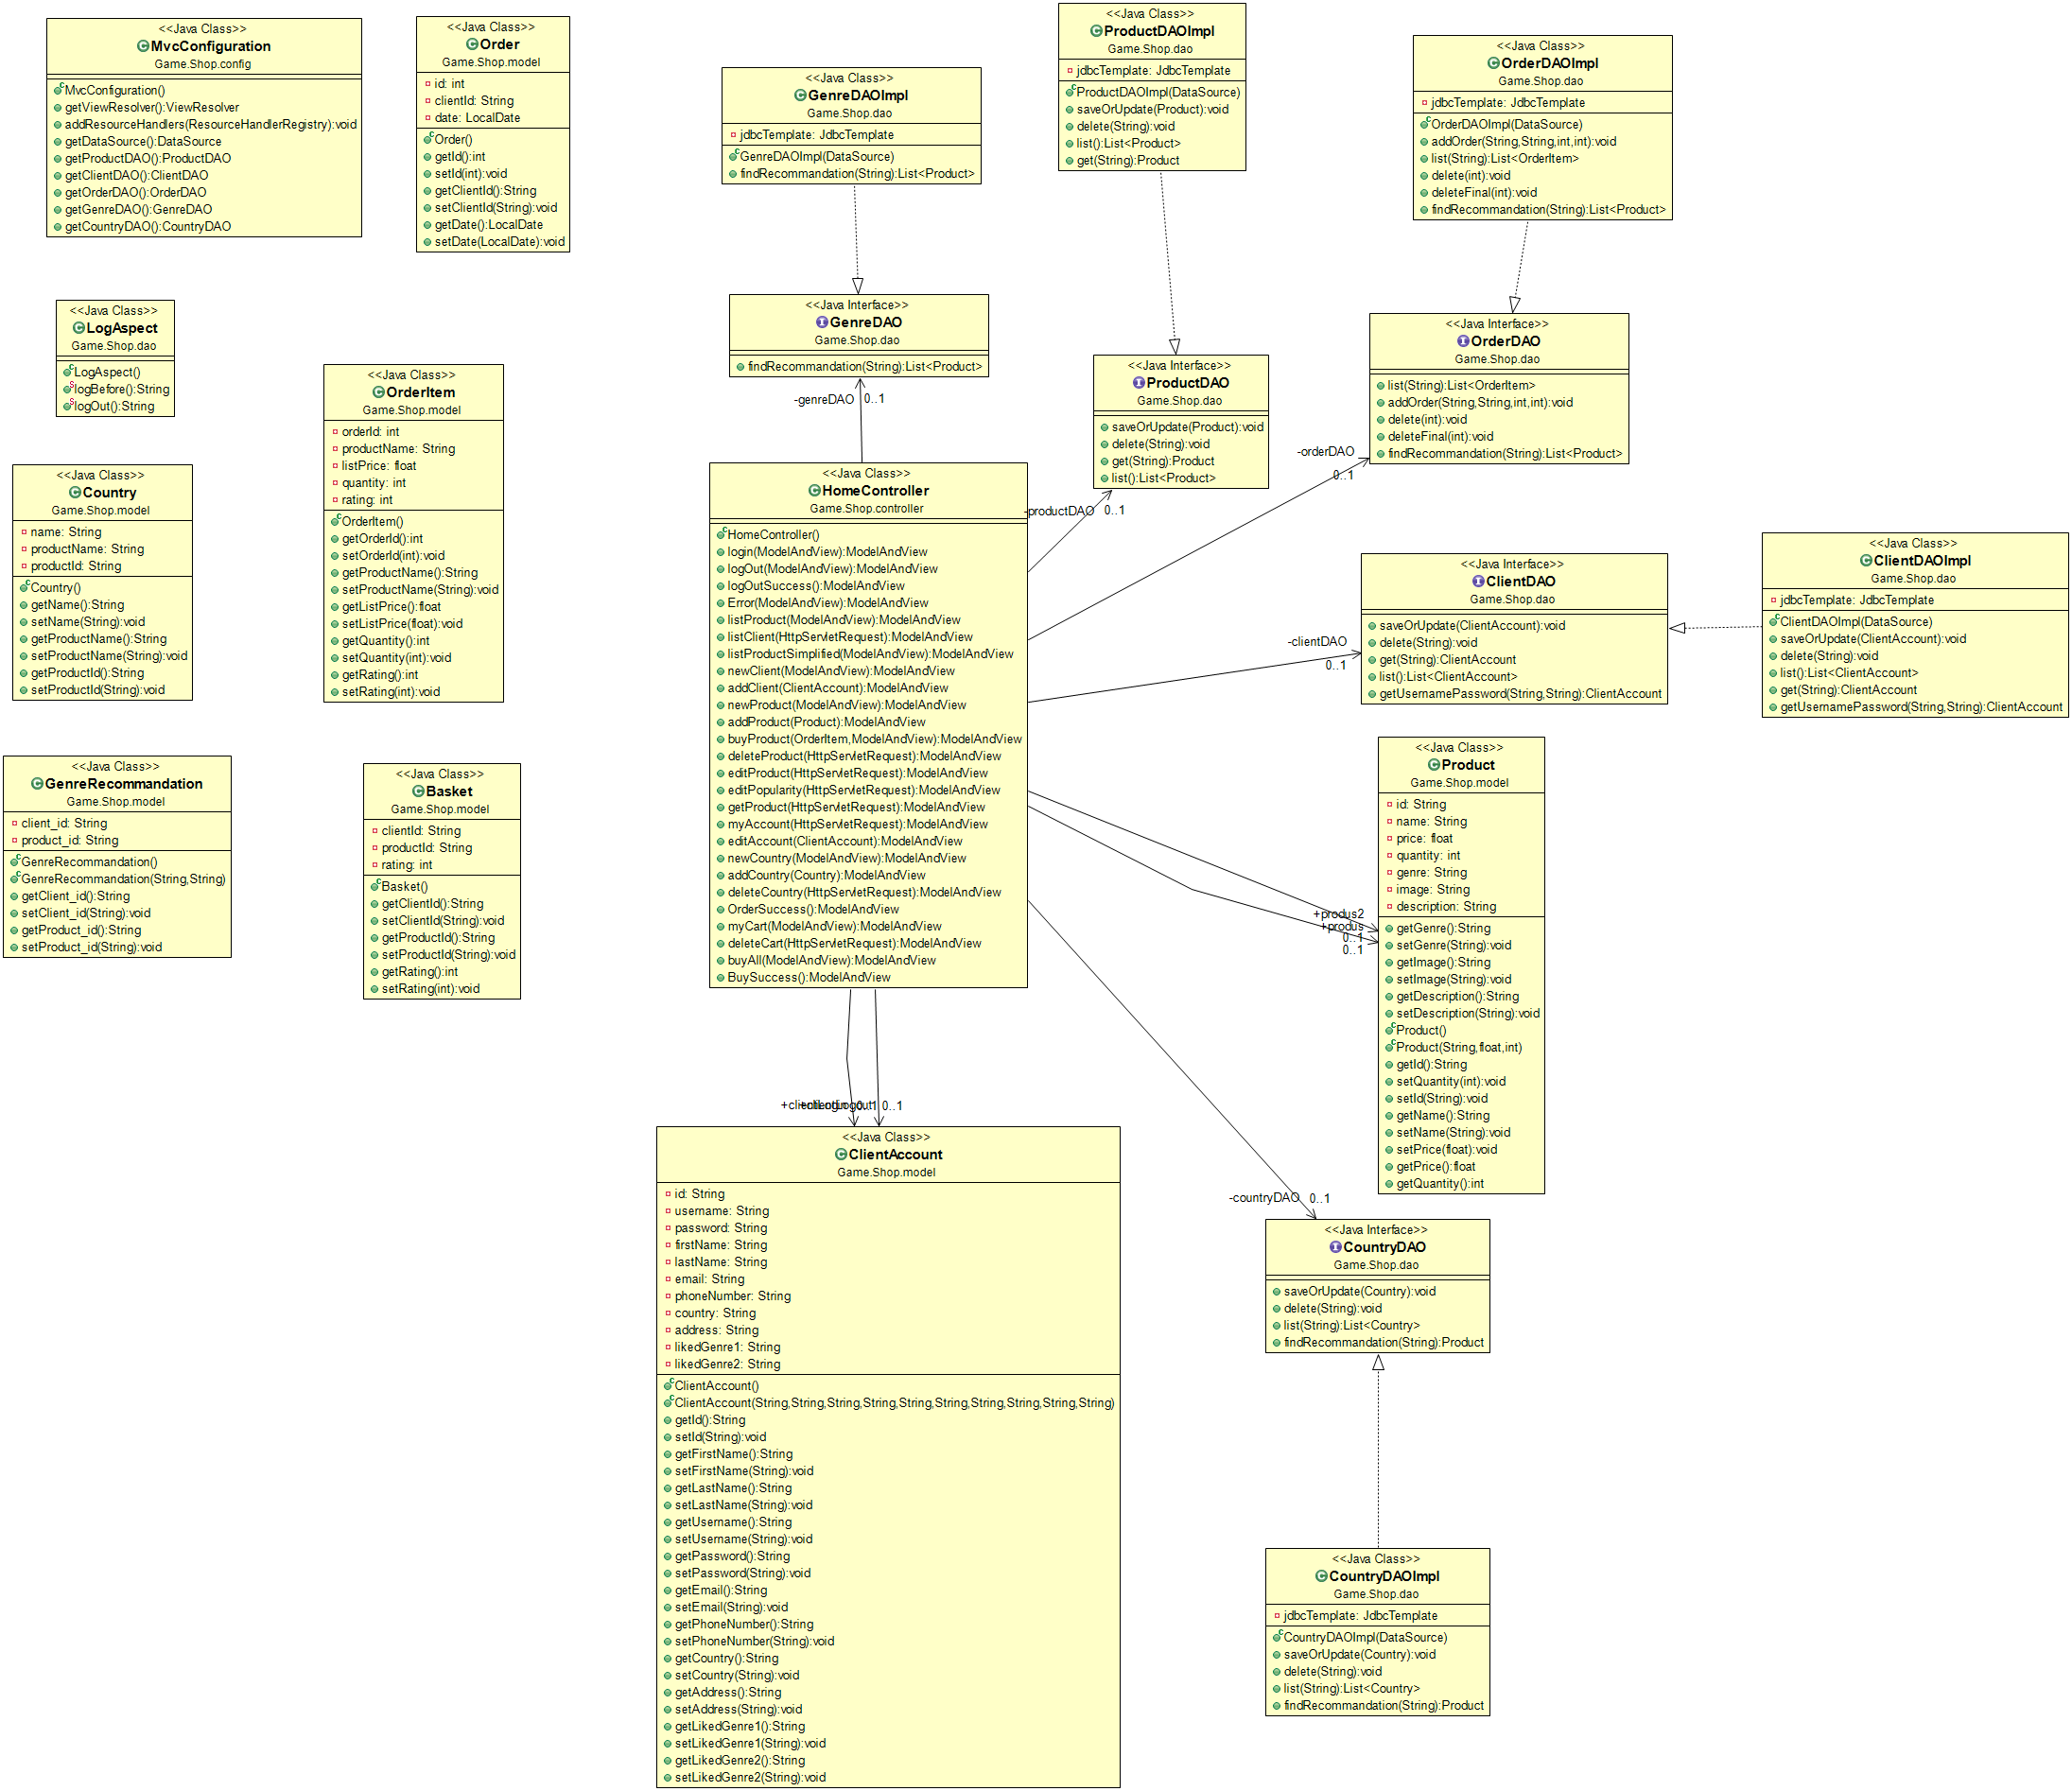 <<Java Class>>
MvcConfiguration
Game.Shop.config
MvcConfiguration()
getViewResolver():ViewResolver
addResourceHandlers(ResourceHandlerRegistry):void
getDataSource():DataSource
getProductDAO():ProductDAO
getClientDAO():ClientDAO
getOrderDAO():OrderDAO
getGenreDAO():GenreDAO
getCountryDAO():CountryDAO
<<Java Class>>
Order
Game.Shop.model
id: int
clientId: String
date: LocalDate
Order()
getId():int
setId(int):void
getClientId():String
setClientId(String):void
getDate():LocalDate
setDate(LocalDate):void
<<Java Class>>
GenreDAOImpl
Game.Shop.dao
jdbcTemplate: JdbcTemplate
GenreDAOImpl(DataSource)
findRecommandation(String):List<Product>
<<Java Class>>
ProductDAOImpl
Game.Shop.dao
jdbcTemplate: JdbcTemplate
ProductDAOImpl(DataSource)
saveOrUpdate(Product):void
delete(String):void
list():List<Product>
get(String):Product
<<Java Class>>
OrderDAOImpl
Game.Shop.dao
jdbcTemplate: JdbcTemplate
OrderDAOImpl(DataSource)
addOrder(String,String,int,int):void
list(String):List<OrderItem>
delete(int):void
deleteFinal(int):void
findRecommandation(String):List<Product>
<<Java Class>>
LogAspect
Game.Shop.dao
LogAspect()
logBefore():String
logOut():String
<<Java Class>>
OrderItem
Game.Shop.model
orderId: int
productName: String
listPrice: float
quantity: int
rating: int
OrderItem()
getOrderId():int
setOrderId(int):void
getProductName():String
setProductName(String):void
getListPrice():float
setListPrice(float):void
getQuantity():int
setQuantity(int):void
getRating():int
setRating(int):void
<<Java Interface>>
GenreDAO
Game.Shop.dao
findRecommandation(String):List<Product>
-genreDAO 0..1
<<Java Interface>>
ProductDAO
Game.Shop.dao
saveOrUpdate(Product):void
delete(String):void
get(String):Product
list():List<Product>
-productDAO 0..1
<<Java Interface>>
OrderDAO
Game.Shop.dao
list(String):List<OrderItem>
addOrder(String,String,int,int):void
delete(int):void
deleteFinal(int):void
findRecommandation(String):List<Product>
-orderDAO
0..1
<<Java Class>>
Country
Game.Shop.model
name: String
productName: String
productId: String
Country()
getName():String
setName(String):void
getProductName():String
setProductName(String):void
getProductId():String
setProductId(String):void
<<Java Class>>
HomeController
Game.Shop.controller
HomeController()
login(ModelAndView):ModelAndView
logOut(ModelAndView):ModelAndView
logOutSuccess():ModelAndView
Error(ModelAndView):ModelAndView
listProduct(ModelAndView):ModelAndView
listClient(HttpServletRequest):ModelAndView
listProductSimplified(ModelAndView):ModelAndView
newClient(ModelAndView):ModelAndView
addClient(ClientAccount):ModelAndView
newProduct(ModelAndView):ModelAndView
addProduct(Product):ModelAndView
buyProduct(OrderItem,ModelAndView):ModelAndView
deleteProduct(HttpServletRequest):ModelAndView
editProduct(HttpServletRequest):ModelAndView
editPopularity(HttpServletRequest):ModelAndView
getProduct(HttpServletRequest):ModelAndView
myAccount(HttpServletRequest):ModelAndView
editAccount(ClientAccount):ModelAndView
newCountry(ModelAndView):ModelAndView
addCountry(Country):ModelAndView
deleteCountry(HttpServletRequest):ModelAndView
OrderSuccess():ModelAndView
myCart(ModelAndView):ModelAndView
deleteCart(HttpServletRequest):ModelAndView
buyAll(ModelAndView):ModelAndView
BuySuccess():ModelAndView
<<Java Interface>>
ClientDAO
Game.Shop.dao
saveOrUpdate(ClientAccount):void
delete(String):void
get(String):ClientAccount
list():List<ClientAccount>
getUsernamePassword(String,String):ClientAccount
-clientDAO
0..1
<<Java Class>>
ClientDAOImpl
Game.Shop.dao
jdbcTemplate: JdbcTemplate
ClientDAOImpl(DataSource)
saveOrUpdate(ClientAccount):void
delete(String):void
list():List<ClientAccount>
get(String):ClientAccount
getUsernamePassword(String,String):ClientAccount
<<Java Class>>
GenreRecommandation
Game.Shop.model
client_id: String
product_id: String
GenreRecommandation()
GenreRecommandation(String,String)
getClient_id():String
setClient_id(String):void
getProduct_id():String
setProduct_id(String):void
<<Java Class>>
Basket
Game.Shop.model
clientId: String
productId: String
rating: int
Basket()
getClientId():String
setClientId(String):void
getProductId():String
setProductId(String):void
getRating():int
setRating(int):void
<<Java Class>>
Product
Game.Shop.model
id: String
name: String
price: float
quantity: int
genre: String
image: String
description: String
getGenre():String
setGenre(String):void
getImage():String
setImage(String):void
getDescription():String
setDescription(String):void
Product()
Product(String,float,int)
getId():String
setQuantity(int):void
setId(String):void
getName():String
setName(String):void
setPrice(float):void
getPrice():float
getQuantity():int
+produs2
+produs
0..1
0..1
0..1 0..1
<<Java Class>>
ClientAccount
Game.Shop.model
id: String
username: String
password: String
firstName: String
lastName: String
email: String
phoneNumber: String
country: String
address: String
likedGenre1: String
likedGenre2: String
ClientAccount()
ClientAccount(String,String,String,String,String,String,String,String,String,String)
getId():String
setId(String):void
getFirstName():String
setFirstName(String):void
getLastName():String
setLastName(String):void
getUsername():String
setUsername(String):void
getPassword():String
setPassword(String):void
getEmail():String
setEmail(String):void
getPhoneNumber():String
setPhoneNumber(String):void
getCountry():String
setCountry(String):void
getAddress():String
setAddress(String):void
getLikedGenre1():String
setLikedGenre1(String):void
getLikedGenre2():String
setLikedGenre2(String):void
-countryDAO 0..1
<<Java Interface>>
CountryDAO
Game.Shop.dao
saveOrUpdate(Country):void
delete(String):void
list(String):List<Country>
findRecommandation(String):Product
<<Java Class>>
CountryDAOImpl
Game.Shop.dao
jdbcTemplate: JdbcTemplate
CountryDAOImpl(DataSource)
saveOrUpdate(Country):void
delete(String):void
list(String):List<Country>
findRecommandation(String):Product